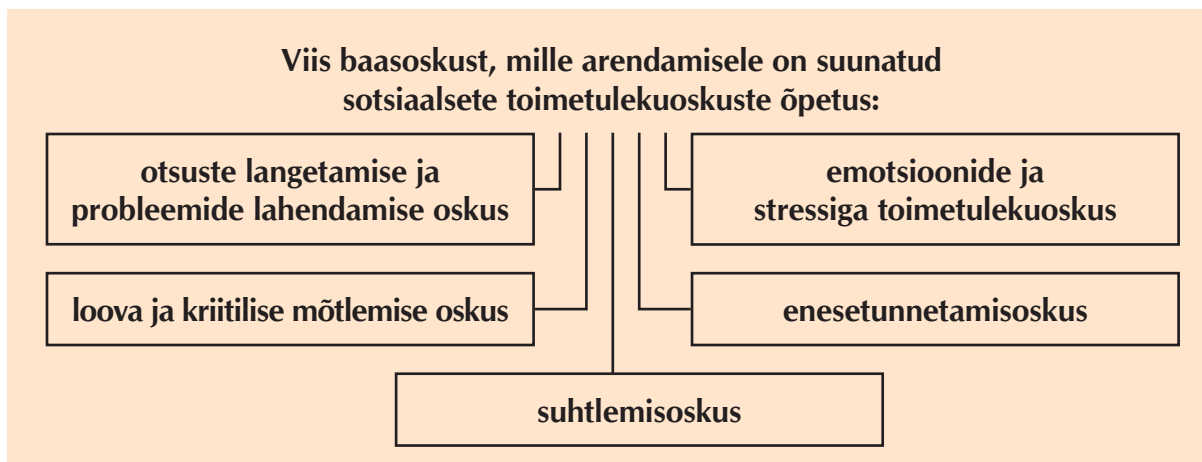 Viis baasoskust, mille arendamisele on suunatud
sotsiaalsete toimetulekuoskuste õpetus:
otsuste langetamise ja
probleemide lahendamise oskus
emotsioonide ja
stressiga toimetulekuoskus
loova ja kriitilise mõtlemise oskus
enesetunnetamisoskus
suhtlemisoskus